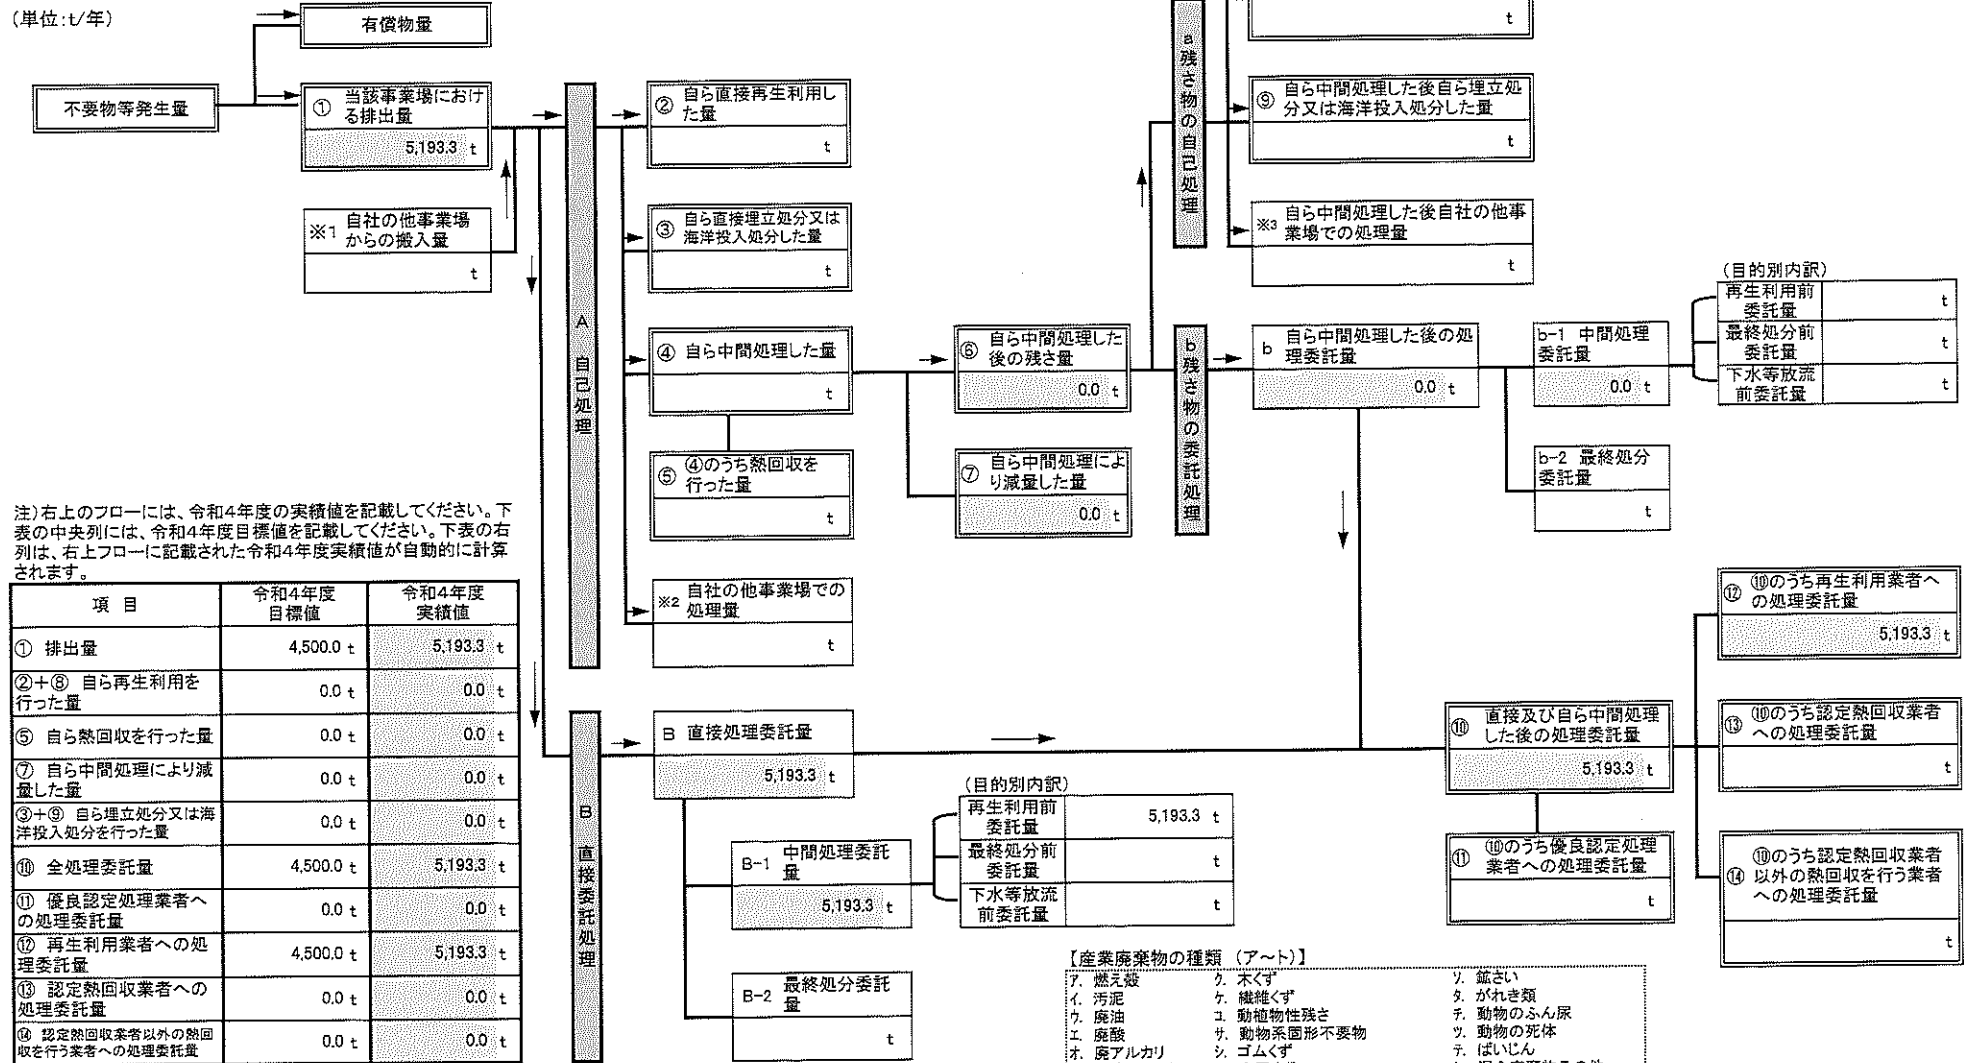 (単位:t/年)
有償物量
不要物等発生量
① 当該事業場におけ
る排出量
5,193.3 t
※1 自社の他事業場
からの搬入量
t
A 自己処理
② 自ら直接再生利用し
た量
t
③ 自ら直接埋立処分又は
海洋投入処分した量
t
④ 自ら中間処理した量
t
⑤ ④のうち熱回収を
行った量
t
※2 自社の他事業場での
処理量
t
⑥ 自ら中間処理した
後の残さ量
0.0 t
⑦ 自ら中間処理によ
り減量した量
0.0 t
a 残さ物の自己処理
t
⑨ 自ら中間処理した後自ら埋立処
分又は海洋投入処分した量
t
※3 自ら中間処理した後自社の他事
業場での処理量
t
b 残さ物の委託処理
b 自ら中間処理した後の処
理委託量
0.0 t
b-1 中間処理
委託量
0.0 t
(目的別内訳)
再生利用前
委託量
t
最終処分前
委託量
t
下水等放流
前委託量
t
b-2 最終処分
委託量
t
注)右上のフローには、令和4年度の実績値を記載してください。下
表の中央列には、令和4年度目標値を記載してください。下表の右
列は、右上フローに記載された令和4年度実績値が自動的に計算
されます。
項 目 令和4年度 目標値 令和4年度 実績値
① 排出量 4,500.0 t 5,193.3 t
②+⑧ 自ら再生利用を
行った量 0.0 t 0.0 t
⑤ 自ら熱回収を行った量 0.0 t 0.0 t
⑦ 自ら中間処理により減
量した量 0.0 t 0.0 t
③+⑨ 自ら埋立処分又は海
洋投入処分を行った量 0.0 t 0.0 t
⑩ 全処理委託量 4,500.0 t 5,193.3 t
⑪ 優良認定処理業者へ
の処理委託量 0.0 t 0.0 t
⑫ 再生利用業者への処
理委託量 4,500.0 t 5,193.3 t
⑬ 認定熱回収業者への
処理委託量 0.0 t 0.0 t
⑭ 認定熱回収業者以外の熱回
収を行う業者への処理委託量 0.0 t 0.0 t
B 直接委託処理
B 直接処理委託量
5,193.3 t
B-1 中間処理委託
量
5,193.3 t
(目的別内訳)
再生利用前
委託量
5,193.3 t
最終処分前
委託量
t
下水等放流
前委託量
t
B-2 最終処分委託
量
t
⑩ 直接及び自ら中間処理
した後の処理委託量
5,193.3 t
⑪ ⑩のうち優良認定処理
業者への処理委託量
t
⑫ ⑩のうち再生利用業者へ
の処理委託量
5,193.3 t
⑬ ⑩のうち認定熱回収業者
への処理委託量
t
⑭ ⑩のうち認定熱回収業者
以外の熱回収を行う業者
への処理委託量
t
【産業廃棄物の種類 (ア~ト)】
ア. 燃え殻 ク. 木くず ソ. 鉱さい
イ. 汚泥 ケ. 繊維くず タ. がれき類
ウ. 廃油 コ. 動植物性残さ チ. 動物のふん尿
エ. 廃酸 サ. 動物系固形不要物 ツ. 動物の死体
オ. 廃アルカリ シ. ゴムくず テ. ばいじん